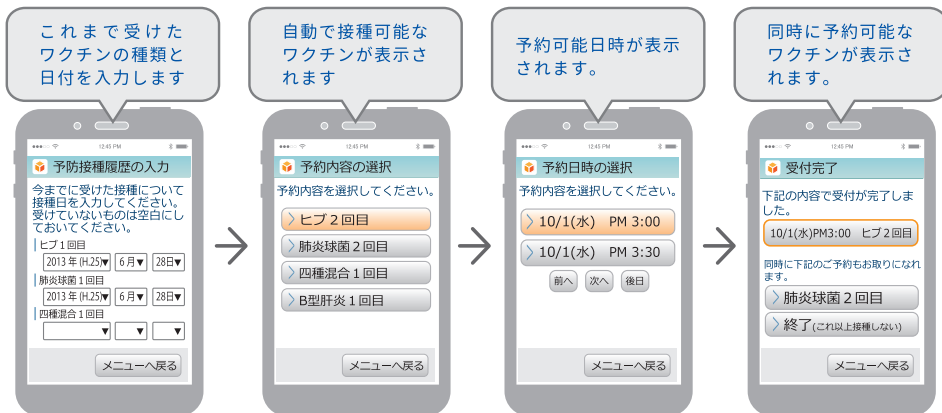 これまで受けた
ワクチンの種類と
日付を入力します
12:45 PM
予防接種履歴の入力
今までに受けた接種について
接種日を入力してください。
受けていないものは空白にし
ておいてください。
ヒブ1回目
2013年(H.25)▼ 6月▼ 28日▼
肺炎球菌1回目
2013年(H.25)▼ 6月▼ 28日▼
四種混合1回目
▼ ▼ ▼
メニューへ戻る
自動で接種可能な
ワクチンが表示さ
れます
12:45 PM
予約内容の選択
予約内容を選択してください。
ヒブ2回目
肺炎球菌2回目
四種混合1回目
B型肝炎1回目
メニューへ戻る
予約可能日時が表示
されます。
12:45 PM
予約日時の選択
予約内容を選択してください。
10/1(水) PM 3:00
10/1(水) PM 3:30
前へ 次へ 後日
メニューへ戻る
同時に予約可能な
ワクチンが表示さ
れます。
12:45 PM
受付完了
下記の内容で受付が完了しま
した。
10/1(水)PM3:00 ヒブ2回目
同時に下記のご予約もお取りになれ
ます。
肺炎球菌2回目
終了(これ以上接種しない)
メニューへ戻る